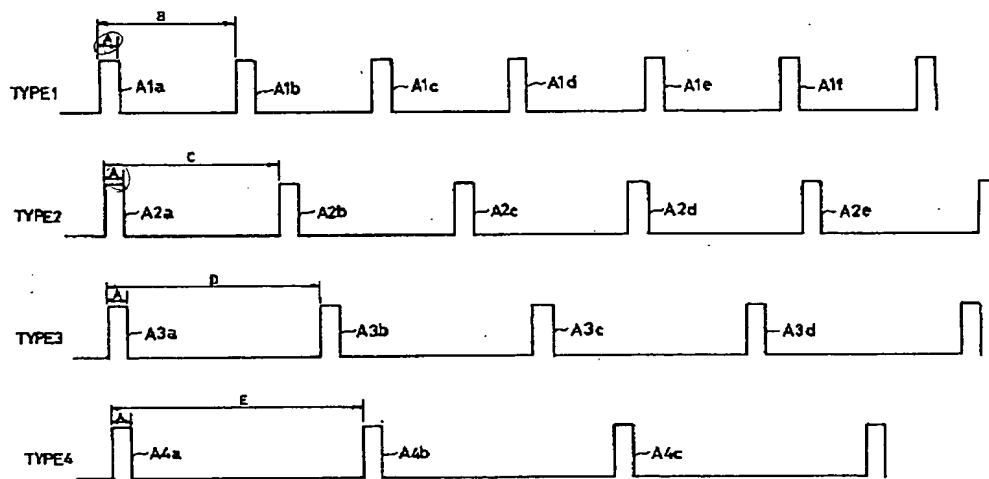 B
A
TYPE1 A1a A1b A1c A1d A1e A1f
C
A
TYPE2 A2a A2b A2c A2d A2e
D
A
TYPE3 A3a A3b A3c A3d
E
A
TYPE4 A4a A4b A4c